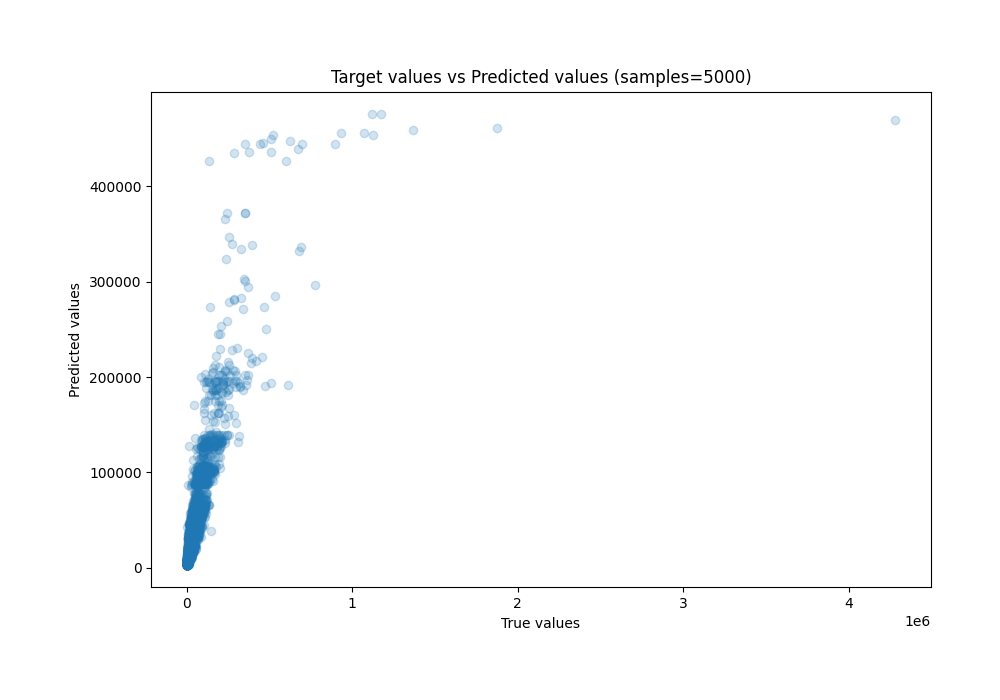 Target values vs Predicted values (samples=5000)
Predicted values
400000
300000
200000
100000
0
0 1 2 3 4
1e6
True values